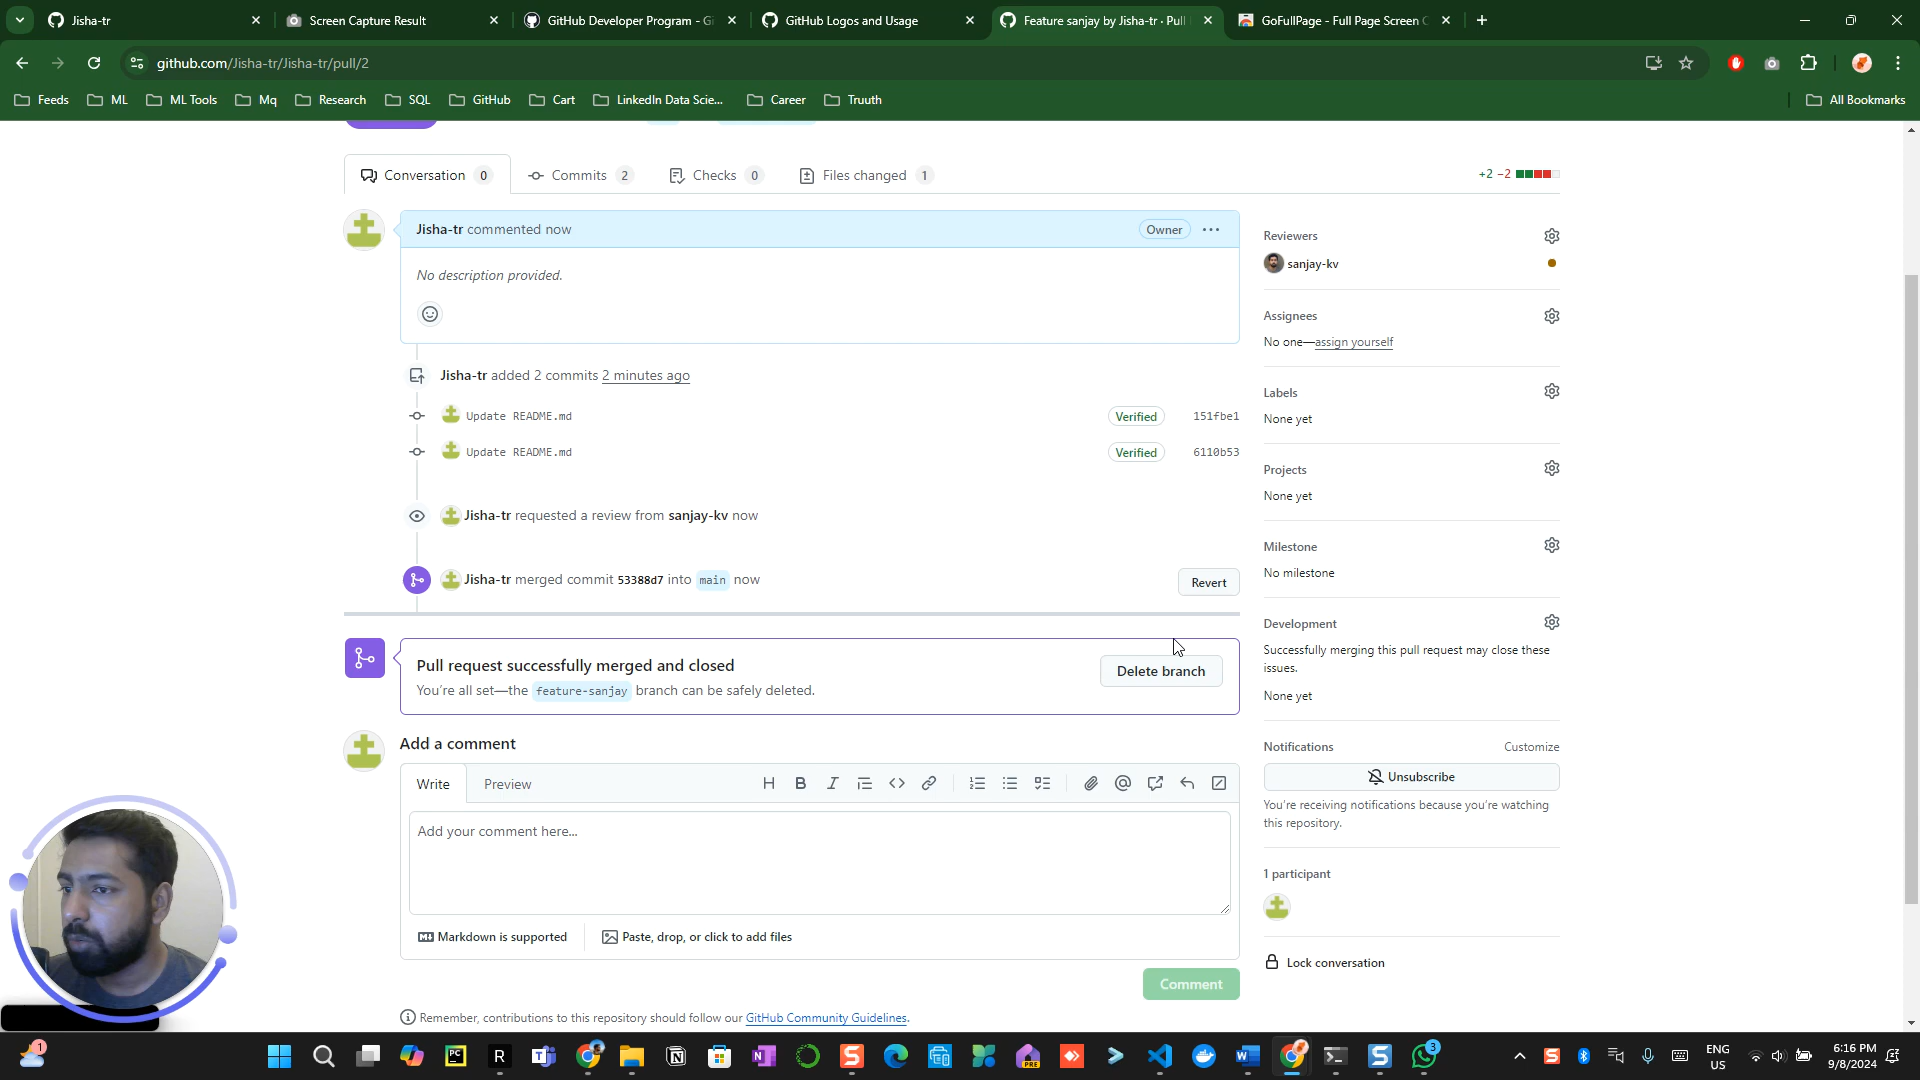 Jisha-tr
Screen Capture Result
GitHub Developer Program - Gi
GitHub Logos and Usage
Feature sanjay by Jisha-tr · Pull
GoFullPage - Full Page Screen C
github.com/Jisha-tr/Jisha-tr/pull/2
Feeds
ML
ML Tools
Mq
Research
SQL
GitHub
Cart
LinkedIn Data Scie...
Career
Truuth
All Bookmarks
Conversation 0
Commits 2
Checks 0
Files changed 1
+2 −2
Jisha-tr commented now
Owner
No description provided.
Jisha-tr added 2 commits 2 minutes ago
Update README.md
Verified
151fbe1
Update README.md
Verified
6110b53
Jisha-tr requested a review from sanjay-kv now
Jisha-tr merged commit 53388d7 into main now
Revert
Pull request successfully merged and closed
You're all set—the feature-sanjay branch can be safely deleted.
Delete branch
Add a comment
Write
Preview
Add your comment here...
Markdown is supported
Paste, drop, or click to add files
Comment
Remember, contributions to this repository should follow our GitHub Community Guidelines.
Reviewers
sanjay-kv
Assignees
No one—assign yourself
Labels
None yet
Projects
None yet
Milestone
No milestone
Development
Successfully merging this pull request may close these
issues.
None yet
Notifications
Customize
Unsubscribe
You're receiving notifications because you're watching
this repository.
1 participant
Lock conversation
1
PC
R
PRE
3
ENG
US
6:16 PM
9/8/2024